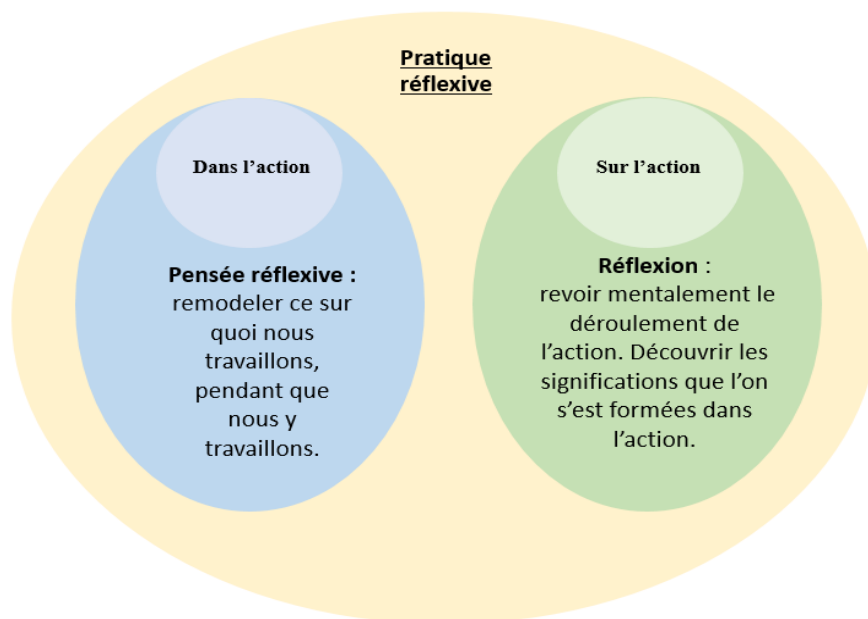 Pratique
réflexive
Dans l’action
Pensée réflexive :
remodeler ce sur
quoi nous
travaillons,
pendant que
nous y
travaillons.
Sur l’action
Réflexion :
revoir mentalement le
déroulement de
l’action. Découvrir les
significations que l’on
s’est formées dans
l’action.